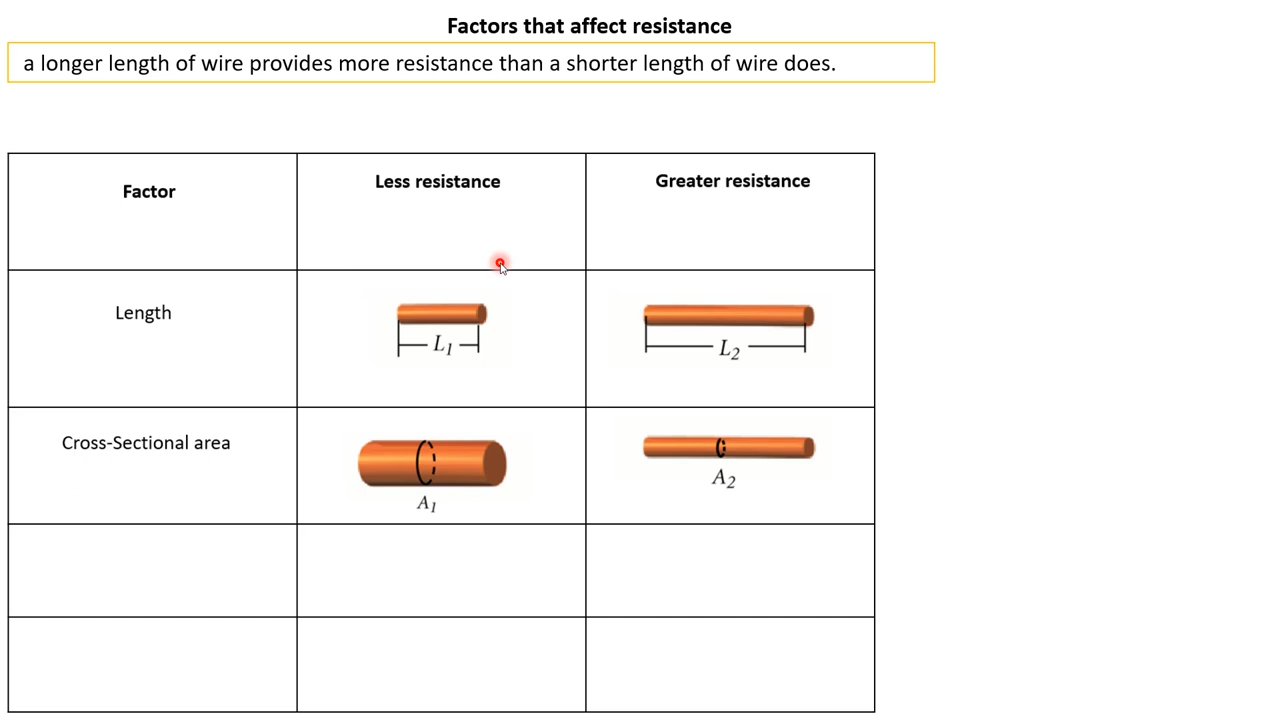 Factors that affect resistance
a longer length of wire provides more resistance than a shorter length of wire does.
Factor
Less resistance
Greater resistance
Length
L1
L2
Cross-Sectional area
A1
A2